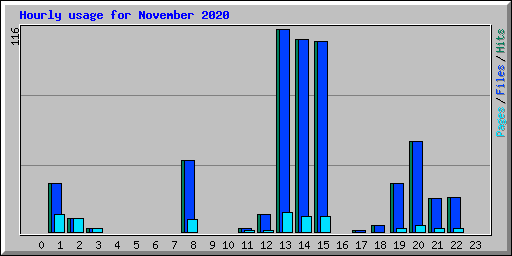 Hourly usage for November 2020
116
Pages/Files/Hits
0 1 2 3 4 5 6 7 8 9 10 11 12 13 14 15 16 17 18 19 20 21 22 23